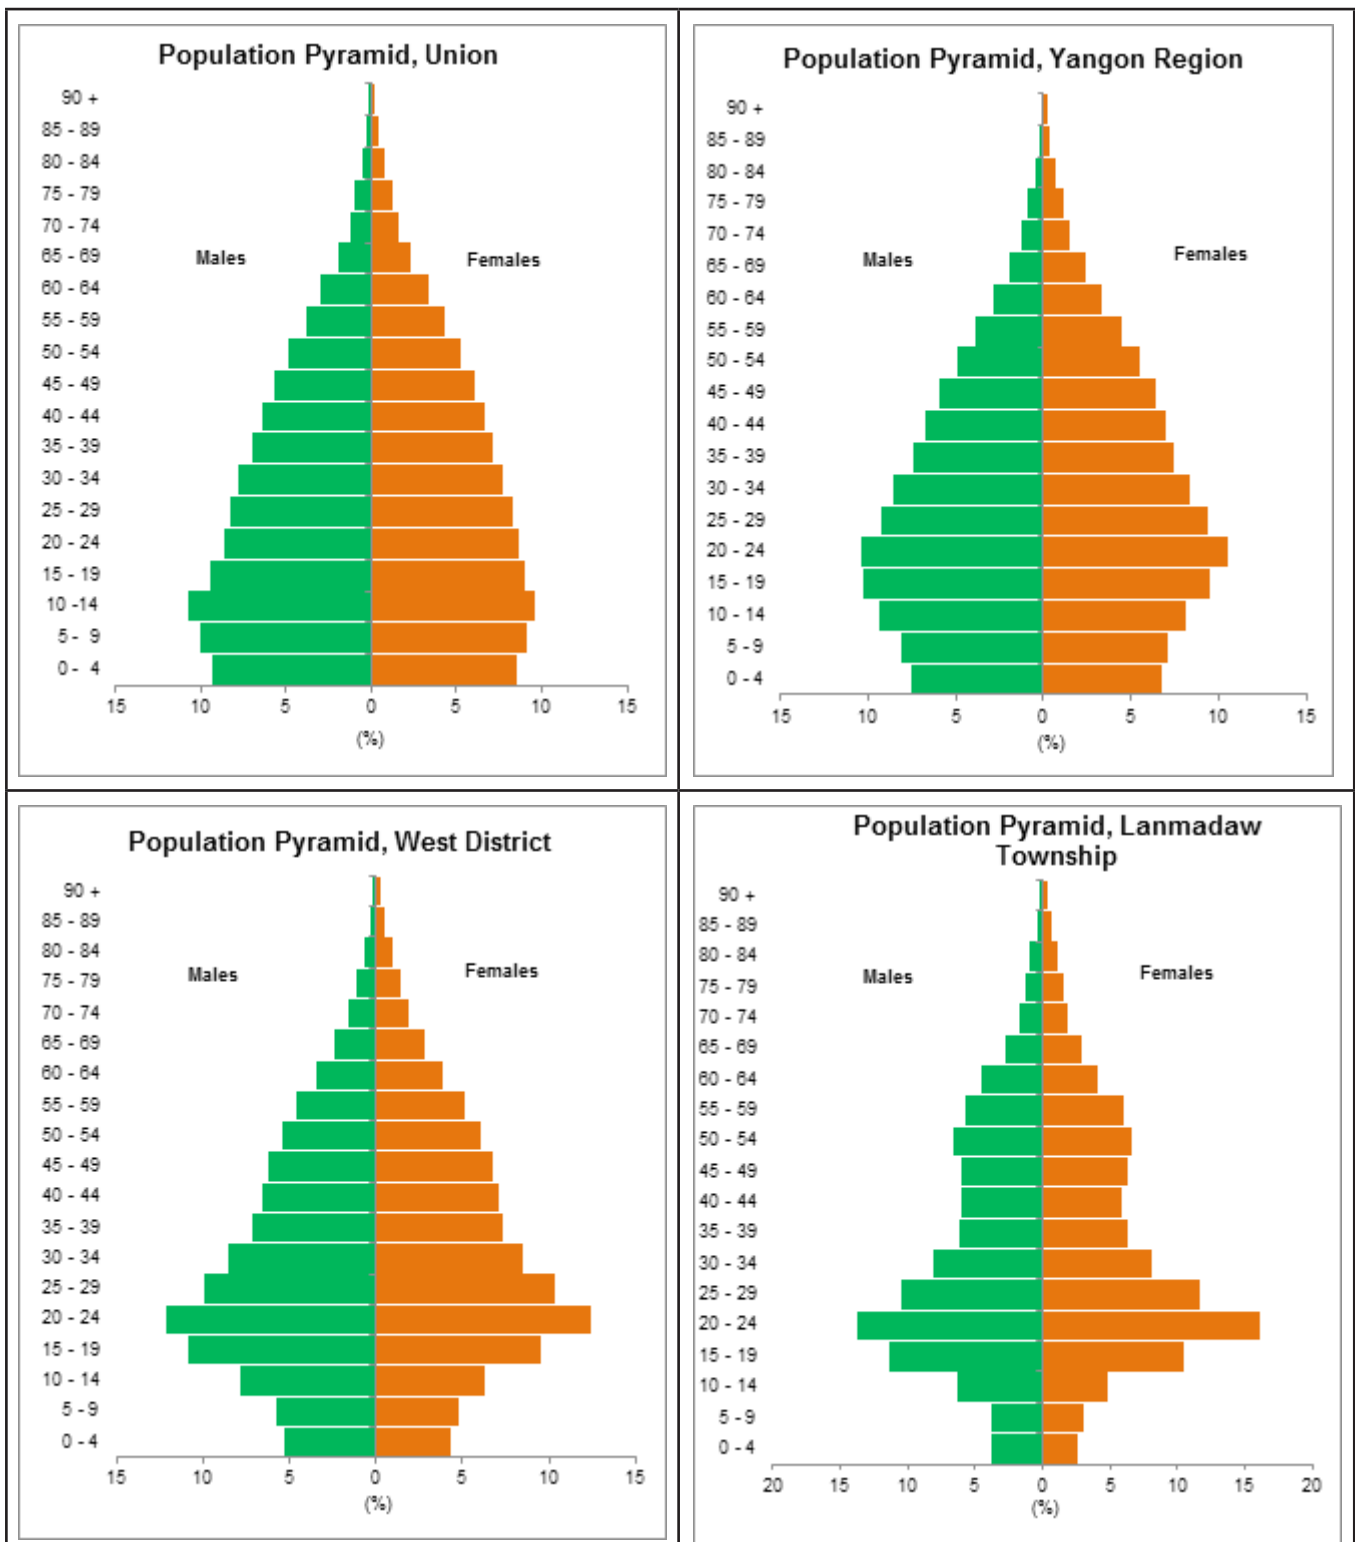 Population Pyramid, Union
90 +
85 - 89
80 - 84
75 - 79
70 - 74
65 - 69
60 - 64
55 - 59
50 - 54
45 - 49
40 - 44
35 - 39
30 - 34
25 - 29
20 - 24
15 - 19
10 -14
5 - 9
0 - 4
Males
Females
15 10 5 0 5 10 15
(%)
Population Pyramid, Yangon Region
90 +
85 - 89
80 - 84
75 - 79
70 - 74
65 - 69
60 - 64
55 - 59
50 - 54
45 - 49
40 - 44
35 - 39
30 - 34
25 - 29
20 - 24
15 - 19
10 - 14
5 - 9
0 - 4
Males
Females
15 10 5 0 5 10 15
(%)
Population Pyramid, West District
90 +
85 - 89
80 - 84
75 - 79
70 - 74
65 - 69
60 - 64
55 - 59
50 - 54
45 - 49
40 - 44
35 - 39
30 - 34
25 - 29
20 - 24
15 - 19
10 - 14
5 - 9
0 - 4
Males
Females
15 10 5 0 5 10 15
(%)
Population Pyramid, Lanmadaw
Township
90 +
85 - 89
80 - 84
75 - 79
70 - 74
65 - 69
60 - 64
55 - 59
50 - 54
45 - 49
40 - 44
35 - 39
30 - 34
25 - 29
20 - 24
15 - 19
10 - 14
5 - 9
0 - 4
Males
Females
20 15 10 5 0 5 10 15 20
(%)